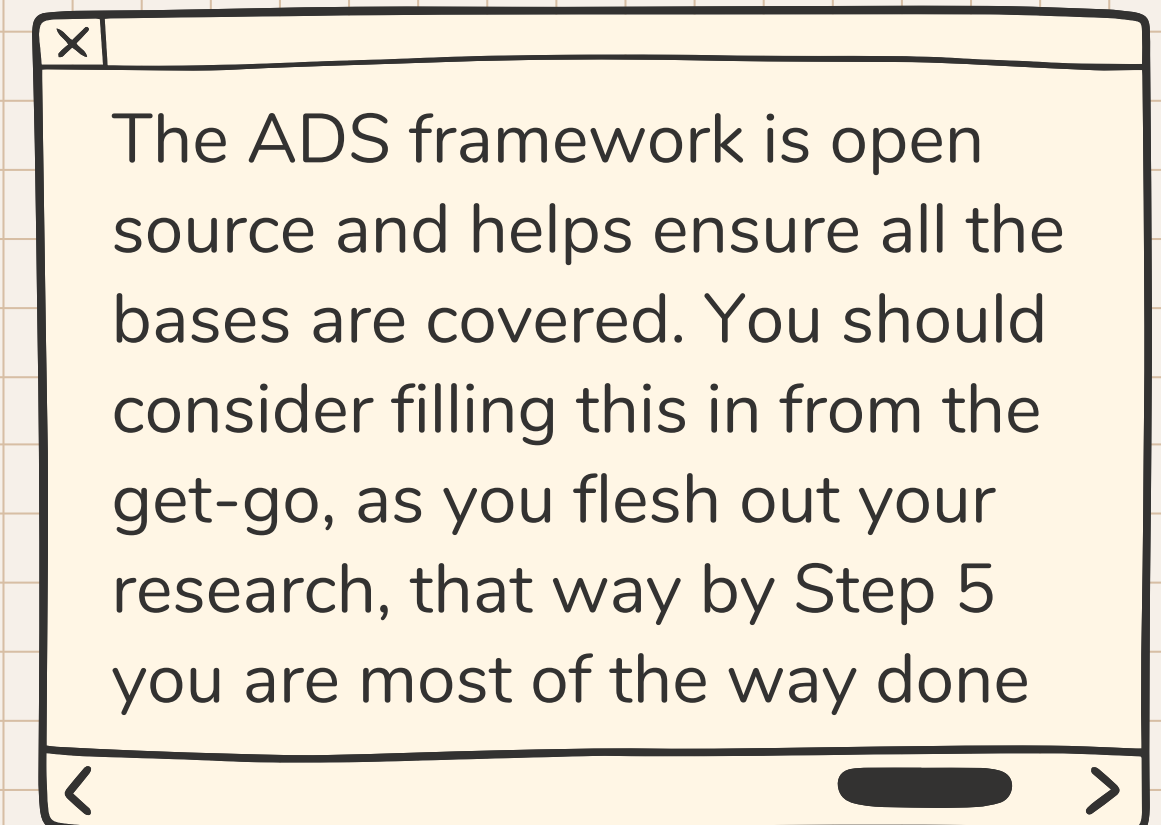 The ADS framework is open
source and helps ensure all the
bases are covered. You should
consider filling this in from the
get-go, as you flesh out your
research, that way by Step 5
you are most of the way done